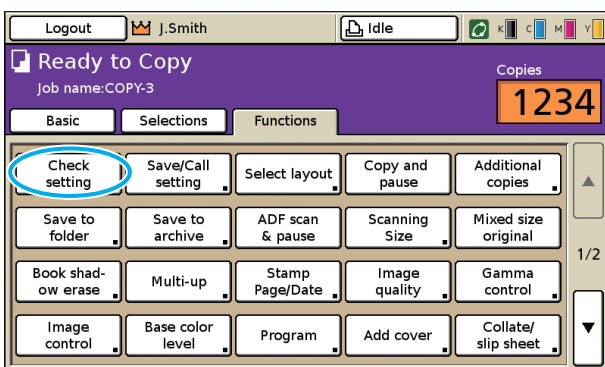 Logout J.Smith Idle K C M Y
Ready to Copy
Job name:COPY-3
Copies
1234
Basic Selections Functions
Check setting
Save/Call setting
Select layout
Copy and pause
Additional copies
Save to folder
Save to archive
ADF scan & pause
Scanning Size
Mixed size original
1/2
Book shad-
ow erase
Multi-up
Stamp Page/Date
Image quality
Gamma control
Image control
Base color level
Program
Add cover
Collate/
slip sheet